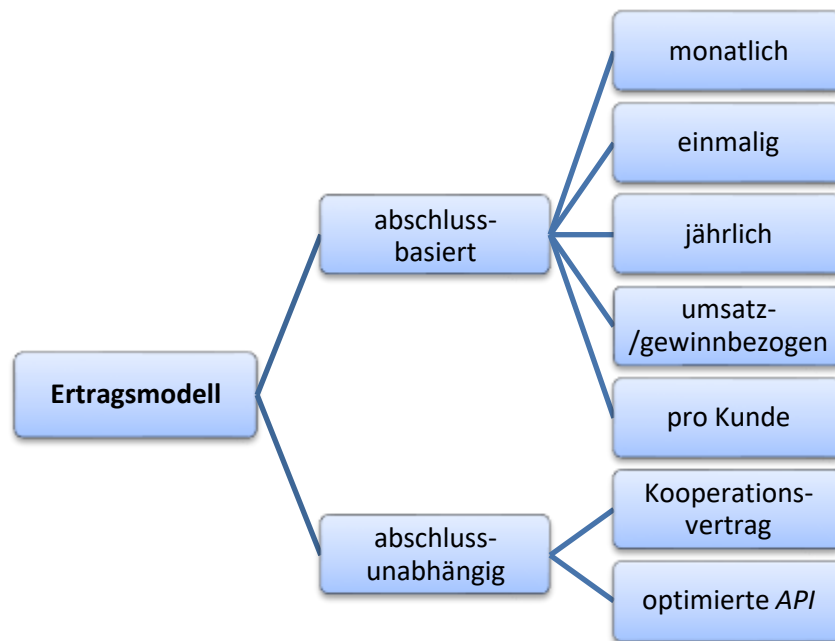 monatlich
einmalig
abschluss-
basiert
jährlich
umsatz-
/gewinnbezogen
Ertragsmodell
pro Kunde
Kooperations-
vertrag
abschluss-
unabhängig
optimierte API